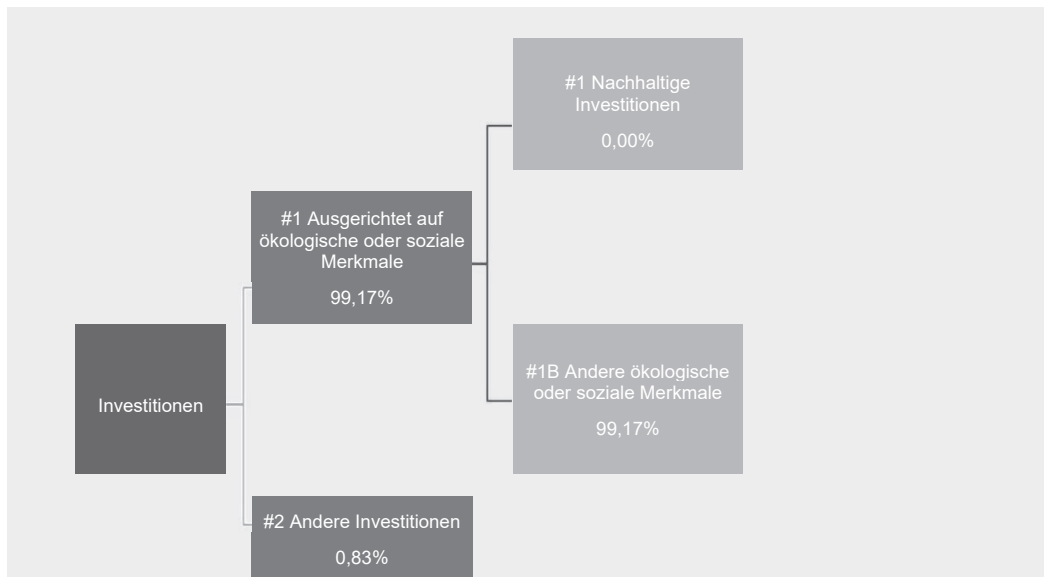 #1 Nachhaltige
Investitionen
0,00%
#1 Ausgerichtet auf
ökologische oder soziale
Merkmale
99,17%
Investitionen
#1B Andere ökologische
oder soziale Merkmale
99,17%
#2 Andere Investitionen
0,83%